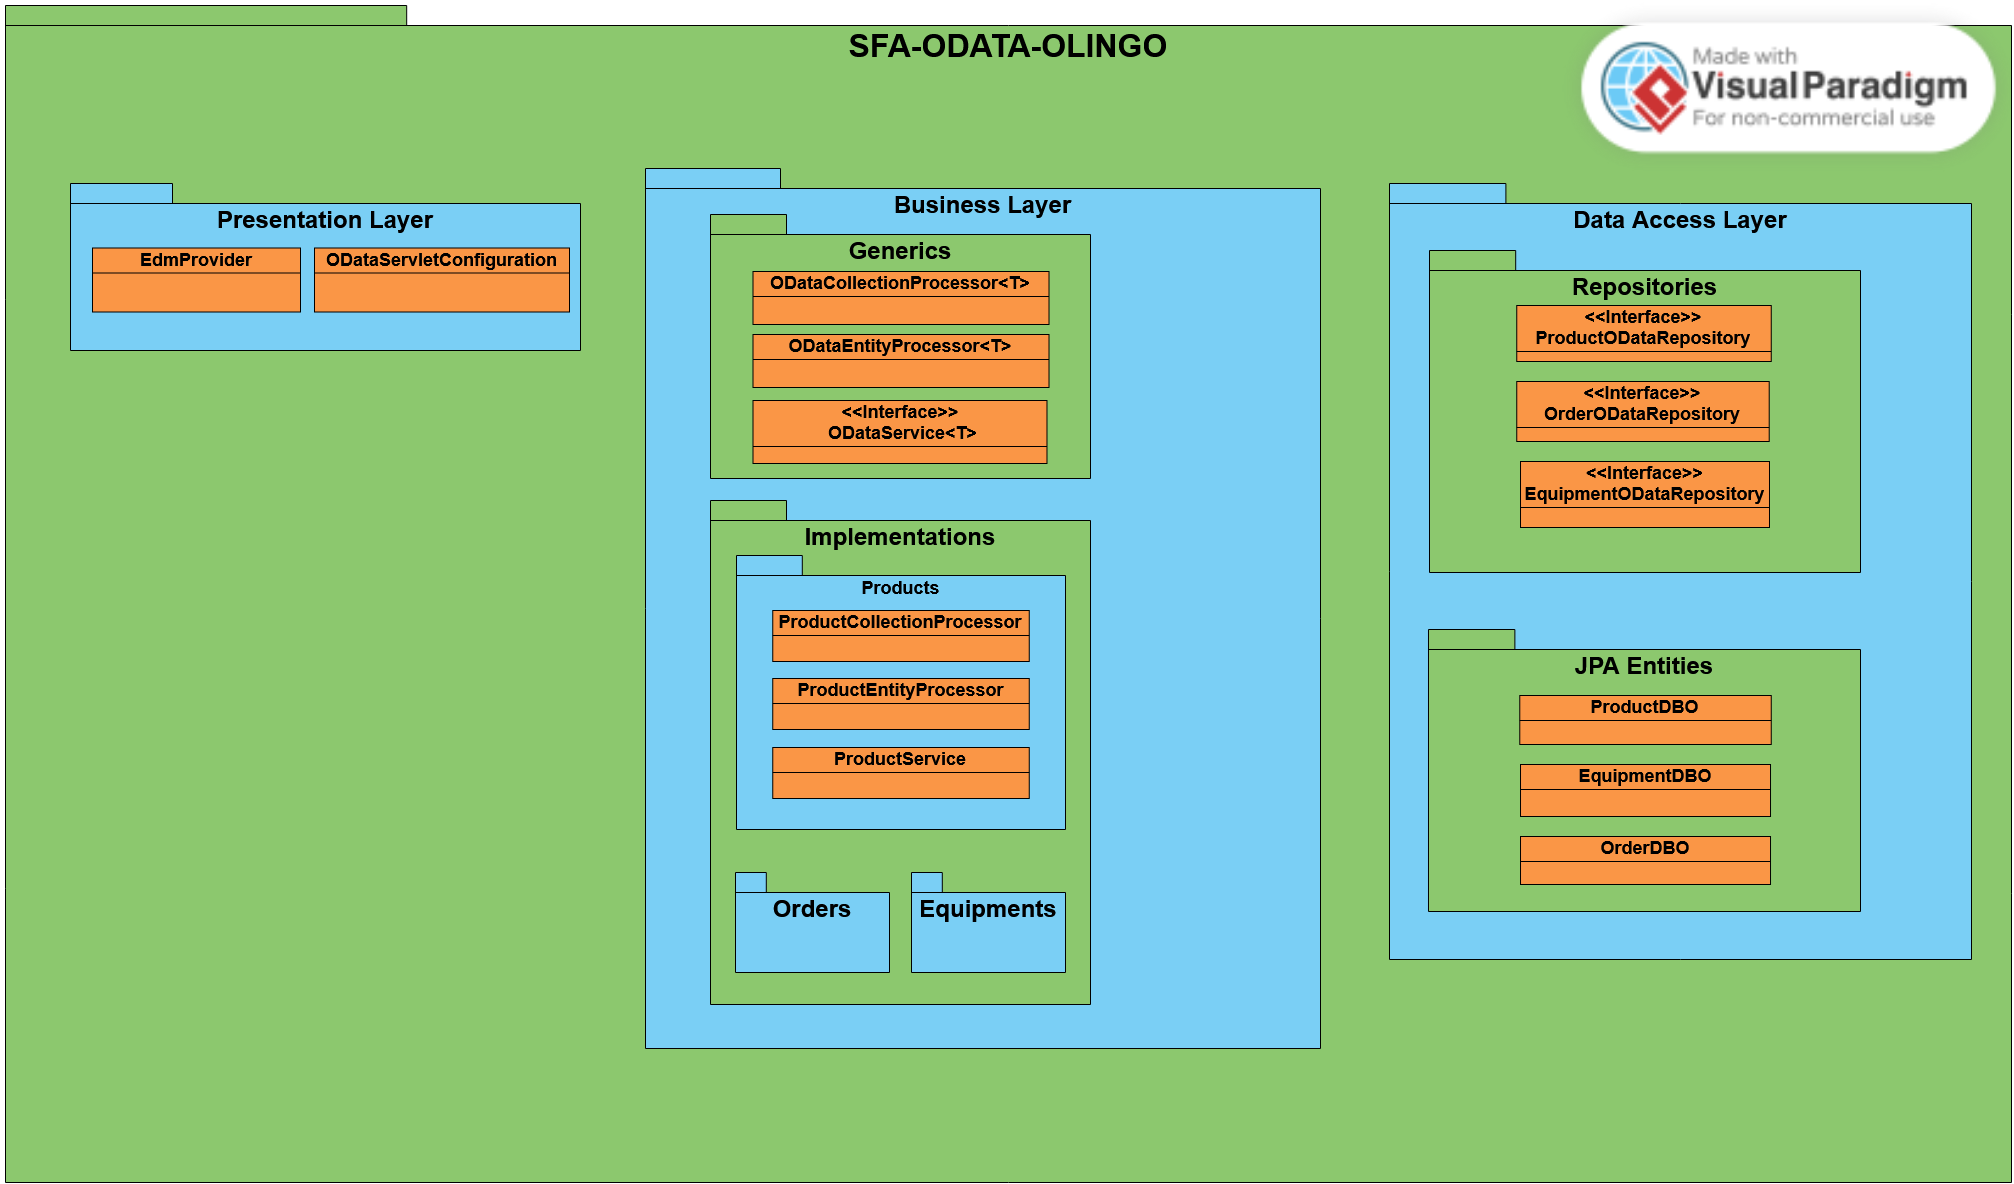 SFA-ODATA-OLINGO
Made with
Visual Paradigm
For non-commercial use
Presentation Layer
EdmProvider
ODataServletConfiguration
Business Layer
Generics
ODataCollectionProcessor<T>
ODataEntityProcessor<T>
<<Interface>>
ODataService<T>
Implementations
Products
ProductCollectionProcessor
ProductEntityProcessor
ProductService
Orders
Equipments
Data Access Layer
Repositories
<<Interface>>
ProductODataRepository
<<Interface>>
OrderODataRepository
<<Interface>>
EquipmentODataRepository
JPA Entities
ProductDBO
EquipmentDBO
OrderDBO